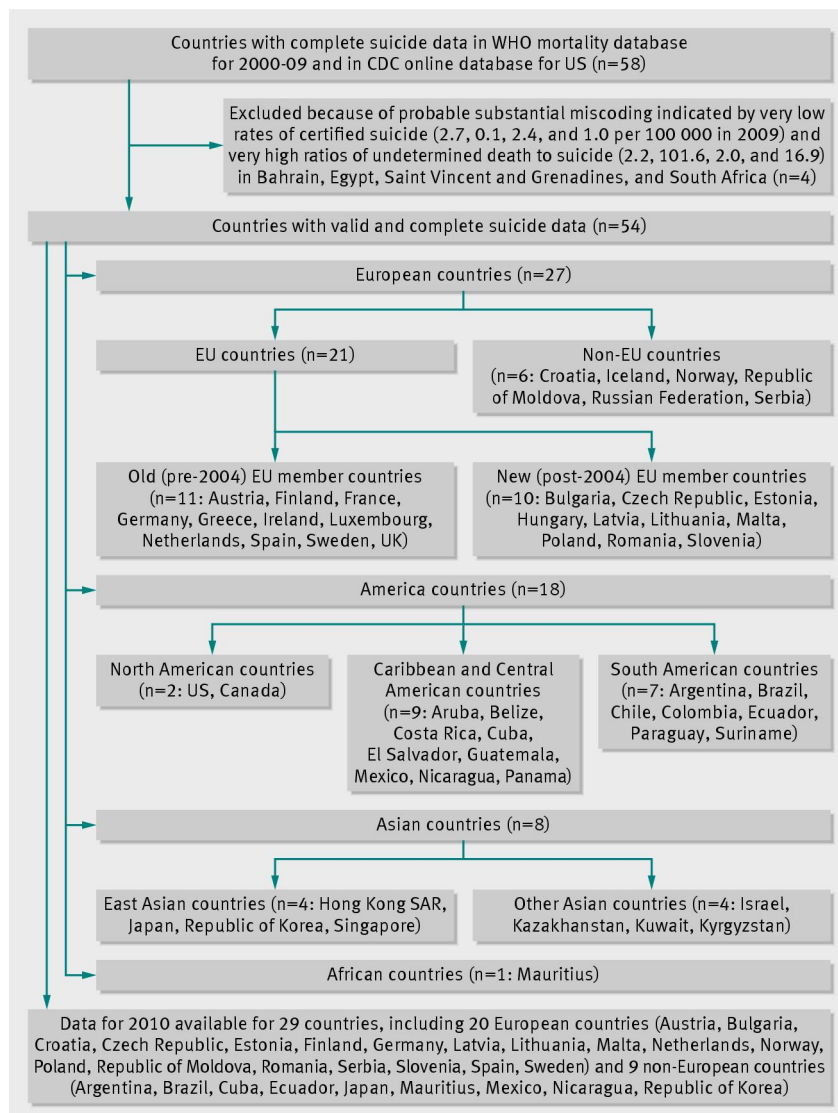 Countries with complete suicide data in WHO mortality database
for 2000-09 and in CDC online database for US (n=58)
Excluded because of probable substantial miscoding indicated by very low
rates of certified suicide (2.7, 0.1, 2.4, and 1.0 per 100 000 in 2009) and
very high ratios of undetermined death to suicide (2.2, 101.6, 2.0, and 16.9)
in Bahrain, Egypt, Saint Vincent and Grenadines, and South Africa (n=4)
Countries with valid and complete suicide data (n=54)
European countries (n=27)
EU countries (n=21)
Non-EU countries
(n=6: Croatia, Iceland, Norway, Republic
of Moldova, Russian Federation, Serbia)
Old (pre-2004) EU member countries
(n=11: Austria, Finland, France,
Germany, Greece, Ireland, Luxembourg,
Netherlands, Spain, Sweden, UK)
New (post-2004) EU member countries
(n=10: Bulgaria, Czech Republic, Estonia,
Hungary, Latvia, Lithuania, Malta,
Poland, Romania, Slovenia)
America countries (n=18)
North American countries
(n=2: US, Canada)
Caribbean and Central
American countries
(n=9: Aruba, Belize,
Costa Rica, Cuba,
El Salvador, Guatemala,
Mexico, Nicaragua, Panama)
South American countries
(n=7: Argentina, Brazil,
Chile, Colombia, Ecuador,
Paraguay, Suriname)
Asian countries (n=8)
East Asian countries (n=4: Hong Kong SAR,
Japan, Republic of Korea, Singapore)
Other Asian countries (n=4: Israel,
Kazakhanstan, Kuwait, Kyrgyzstan)
African countries (n=1: Mauritius)
Data for 2010 available for 29 countries, including 20 European countries (Austria, Bulgaria,
Croatia, Czech Republic, Estonia, Finland, Germany, Latvia, Lithuania, Malta, Netherlands, Norway,
Poland, Republic of Moldova, Romania, Serbia, Slovenia, Spain, Sweden) and 9 non-European countries
(Argentina, Brazil, Cuba, Ecuador, Japan, Mauritius, Mexico, Nicaragua, Republic of Korea)